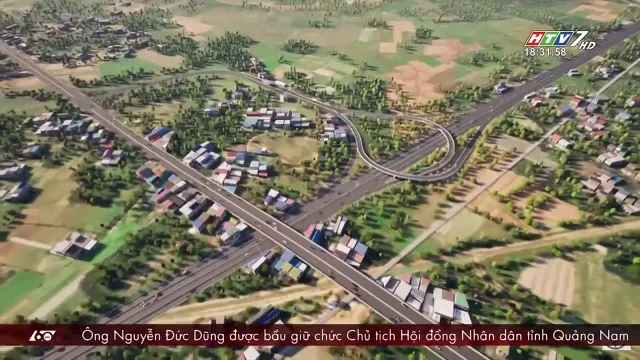 HTV7 HD
18:31:58
60
Ông Nguyễn Đức Dũng được bầu giữ chức Chủ tịch Hội đồng Nhân dân tỉnh Quảng Nam